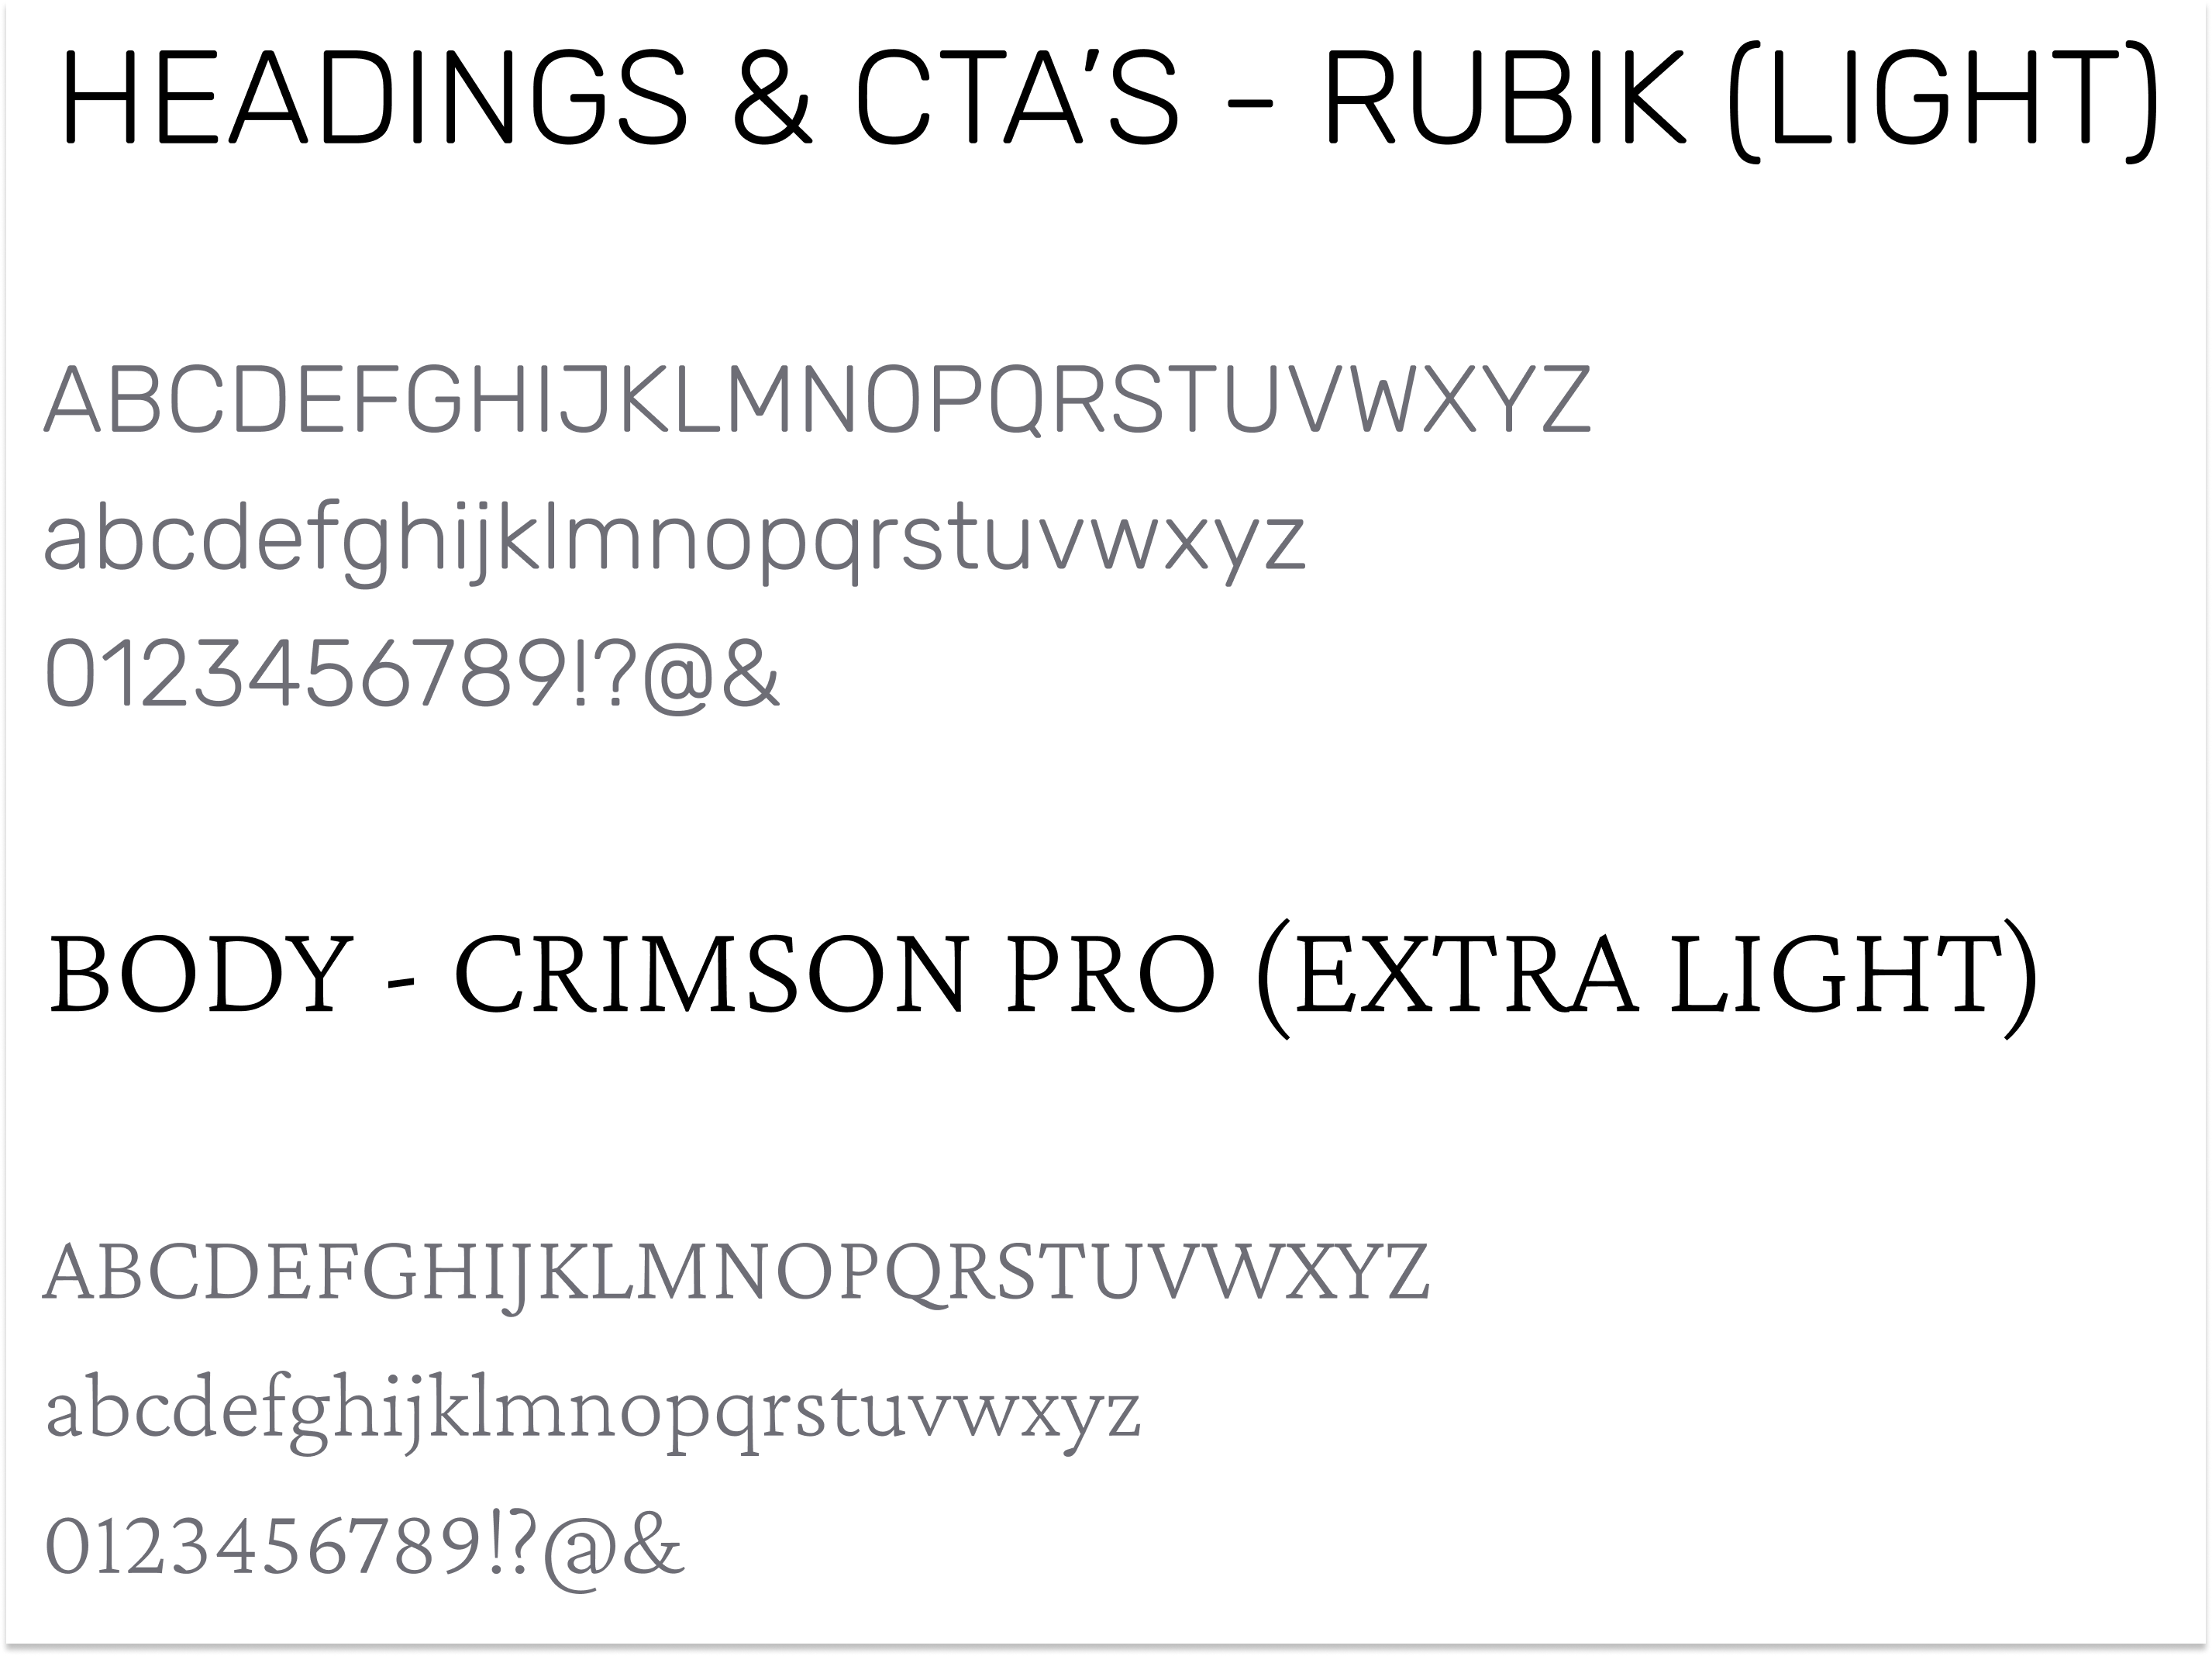 HEADINGS & CTA'S – RUBIK (LIGHT)
ABCDEFGHIJKLMNOPQRSTUVWXYZ
abcdefghijklmnopqrstuvwxyz
0123456789!?@&
BODY - CRIMSON PRO (EXTRA LIGHT)
ABCDEFGHIJKLMNOPQRSTUVWXYZ
abcdefghijklmnopqrstuvwxyz
0123456789!?@&